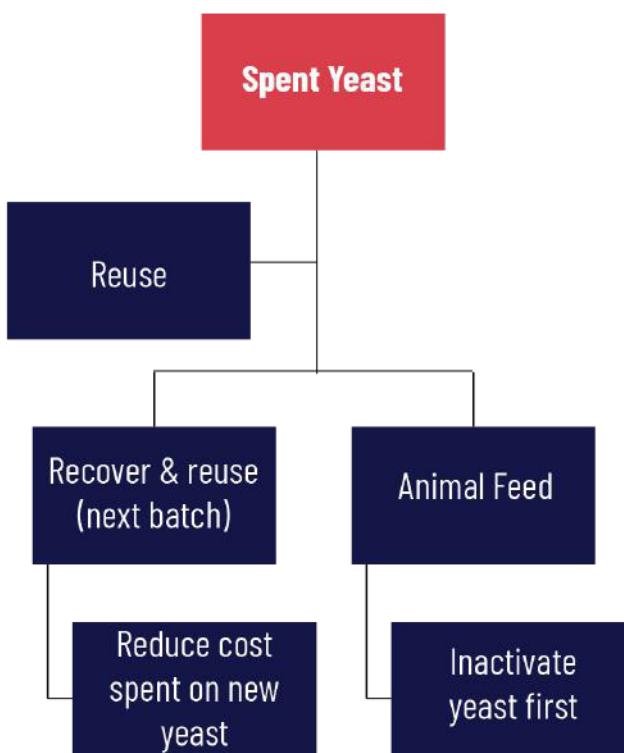 Spent Yeast
Reuse
Recover & reuse
(next batch)
Animal Feed
Reduce cost
spent on new
yeast
Inactivate
yeast first